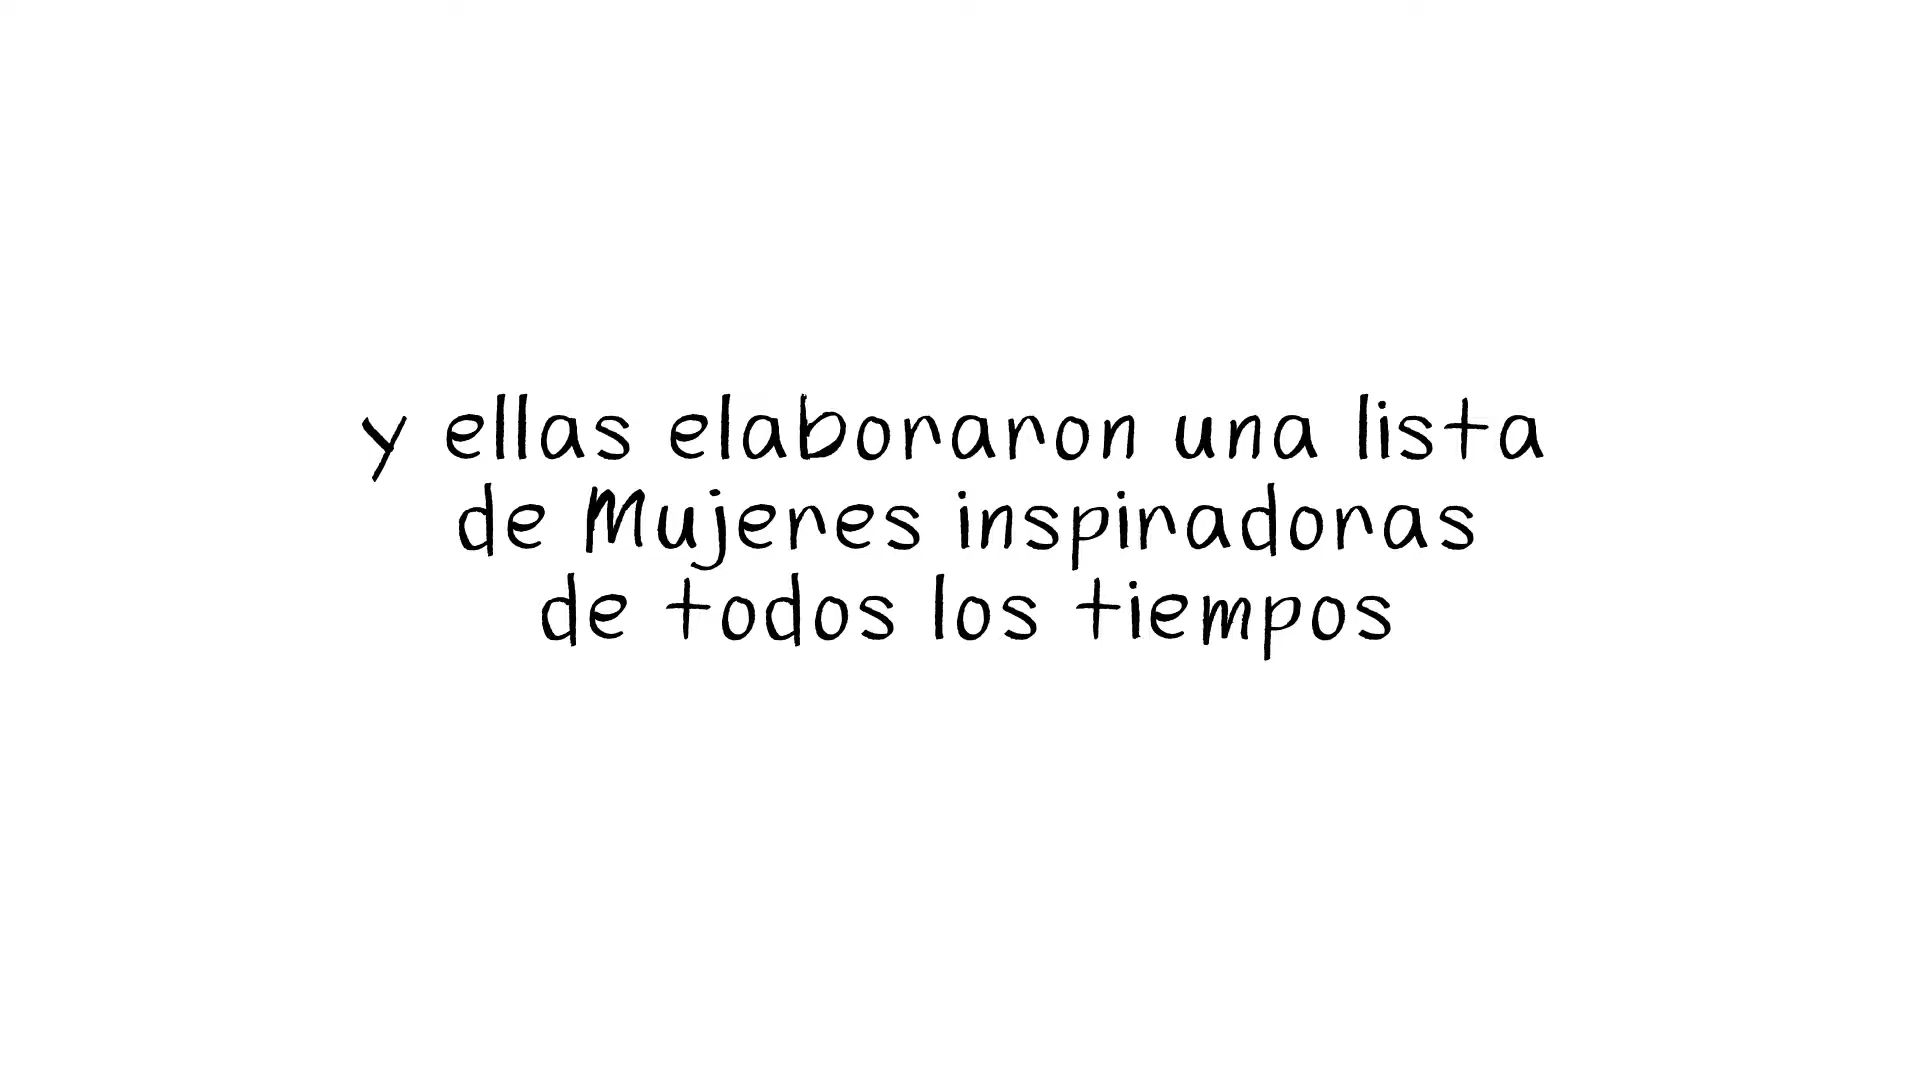 y ellas elaboraron una lista
de Mujeres inspiradoras
de todos los tiempos